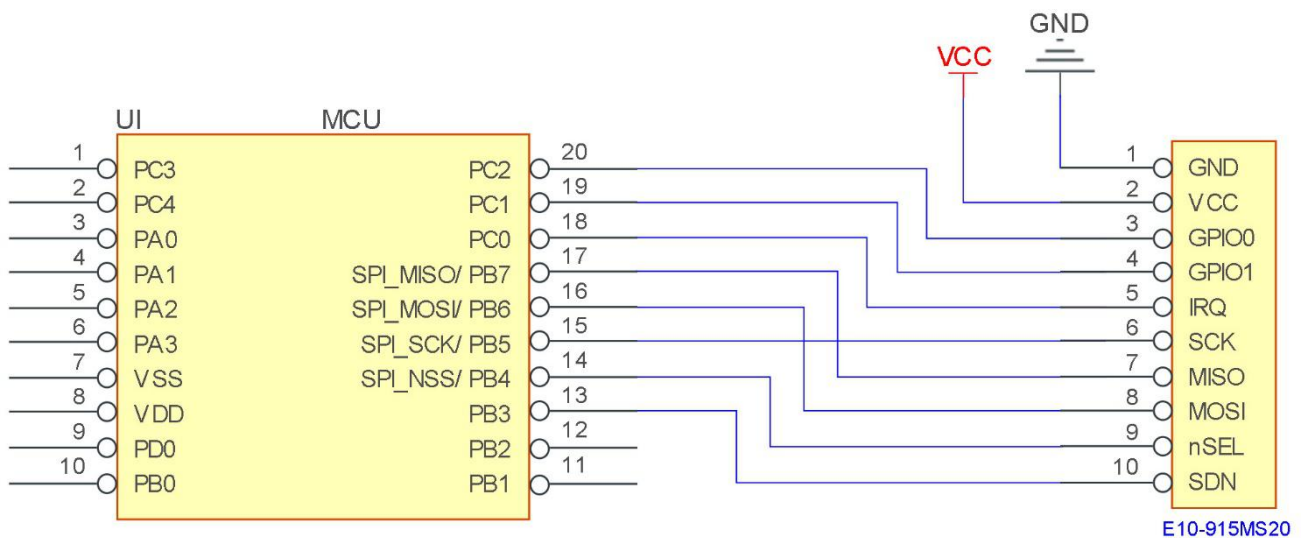 GND
VCC
UI MCU
1 PC3 PC2 20 1 GND
2 PC4 PC1 19 2 VCC
3 PA0 PC0 18 3 GPIO0
4 PA1 SPI_MISO/ PB7 17 4 GPIO1
5 PA2 SPI_MOSI/ PB6 16 5 IRQ
6 PA3 SPI_SCK/ PB5 15 6 SCK
7 VSS SPI_NSS/ PB4 14 7 MISO
8 VDD PB3 13 8 MOSI
9 PD0 PB2 12 9 nSEL
10 PB0 PB1 11 10 SDN
E10-915MS20